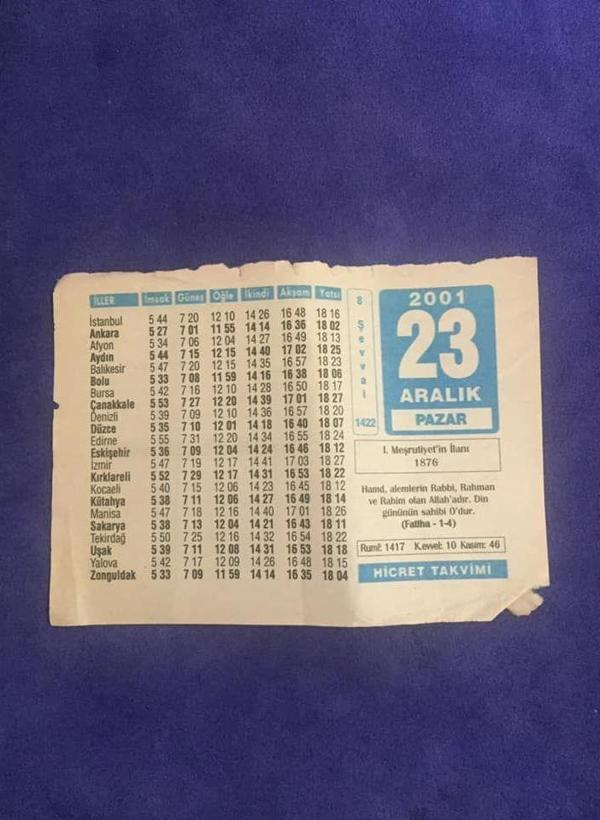 İLLER İmsak Güneş Öğle İkindi Akşam Yatsı
İstanbul 5 44 7 20 12 10 14 26 16 48 18 16
Ankara 5 27 7 01 11 55 14 14 16 36 18 02
Afyon 5 34 7 06 12 04 14 27 16 49 18 13
Aydın 5 44 7 15 12 15 14 40 17 02 18 25
Balıkesir 5 47 7 20 12 15 14 35 16 57 18 23
Bolu 5 33 7 08 11 59 14 16 16 38 18 06
Bursa 5 42 7 16 12 10 14 28 16 50 18 17
Çanakkale 5 53 7 27 12 20 14 39 17 01 18 27
Denizli 5 39 7 09 12 10 14 36 16 57 18 20
Düzce 5 35 7 10 12 01 14 18 16 40 18 07
Edirne 5 55 7 31 12 20 14 34 16 55 18 24
Eskişehir 5 36 7 09 12 04 14 24 16 46 18 12
İzmir 5 47 7 19 12 17 14 41 17 03 18 27
Kırklareli 5 52 7 29 12 17 14 31 16 53 18 22
Kocaeli 5 40 7 15 12 06 14 23 16 45 18 12
Kütahya 5 38 7 11 12 06 14 27 16 49 18 14
Manisa 5 47 7 18 12 16 14 40 17 01 18 26
Sakarya 5 38 7 13 12 04 14 21 16 43 18 11
Tekirdağ 5 50 7 25 12 16 14 32 16 54 18 22
Uşak 5 39 7 11 12 08 14 31 16 53 18 18
Yalova 5 42 7 17 12 09 14 26 16 48 18 15
Zonguldak 5 33 7 09 11 59 14 14 16 35 18 04
8
Şevval
1422
2001
23
ARALIK
PAZAR
I. Meşrutiyet'in İlanı
1876
Hamd, alemlerin Rabbi, Rahman
ve Rahim olan Allah'adır. Din
gününün sahibi O'dur.
(Fatiha - 1-4)
Rumî: 1417 K.evvel: 10 Kasım: 46
HİCRET TAKVİMİ